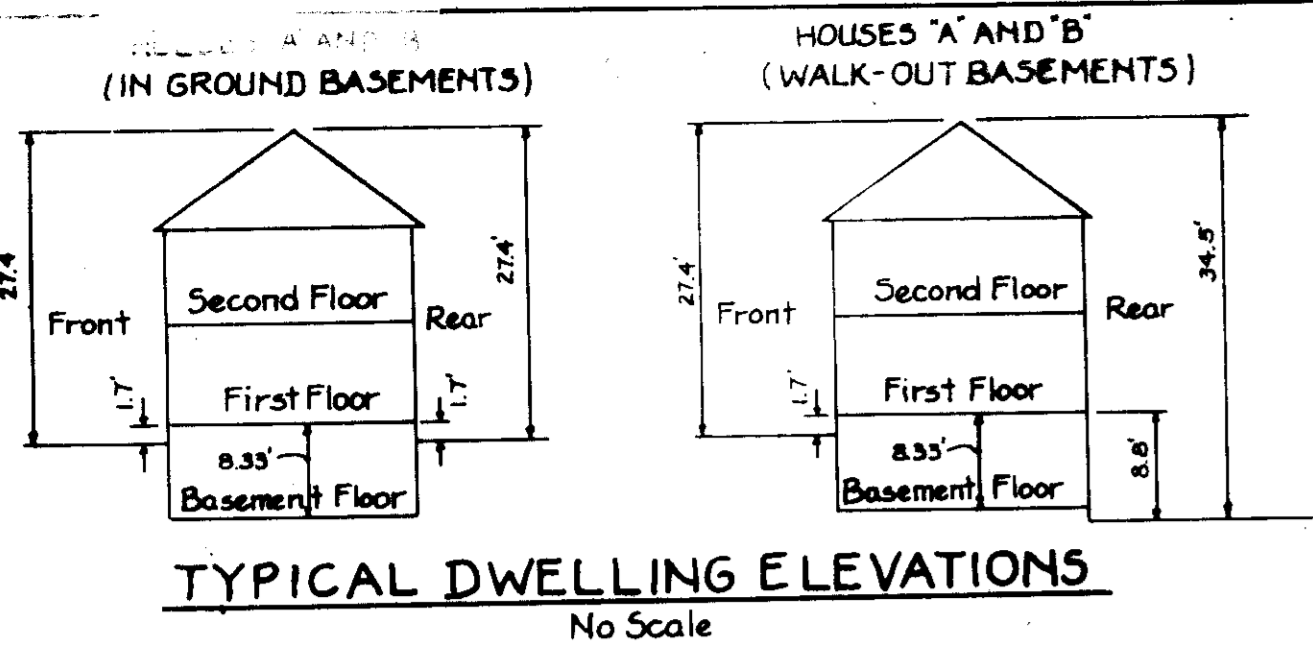 A AND B
(IN GROUND BASEMENTS)
27.4
27.4'
Front
Second Floor
Rear
1.7'
First Floor
1.7'
8.33'
Basement Floor
HOUSES "A" AND "B"
(WALK-OUT BASEMENTS)
27.4'
34.5'
Front
Second Floor
Rear
1.7'
First Floor
8.33'
8.8'
Basement Floor
TYPICAL DWELLING ELEVATIONS
No Scale